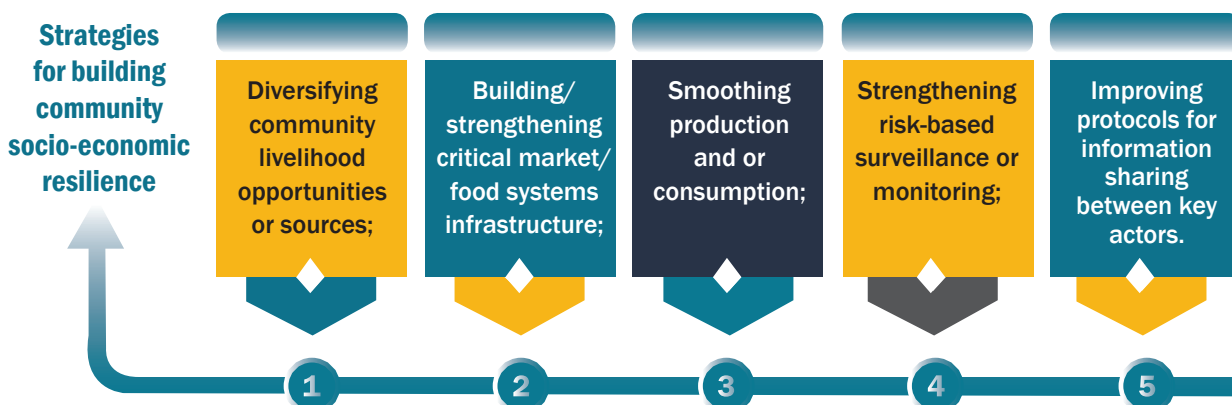 Strategies
for building
community
socio-economic
resilience
Diversifying
community
livelihood
opportunities
or sources;
Building/
strengthening
critical market/
food systems
infrastructure;
Smoothing
production
and or
consumption;
Strengthening
risk-based
surveillance or
monitoring;
Improving
protocols for
information
sharing
between key
actors.
1
2
3
4
5